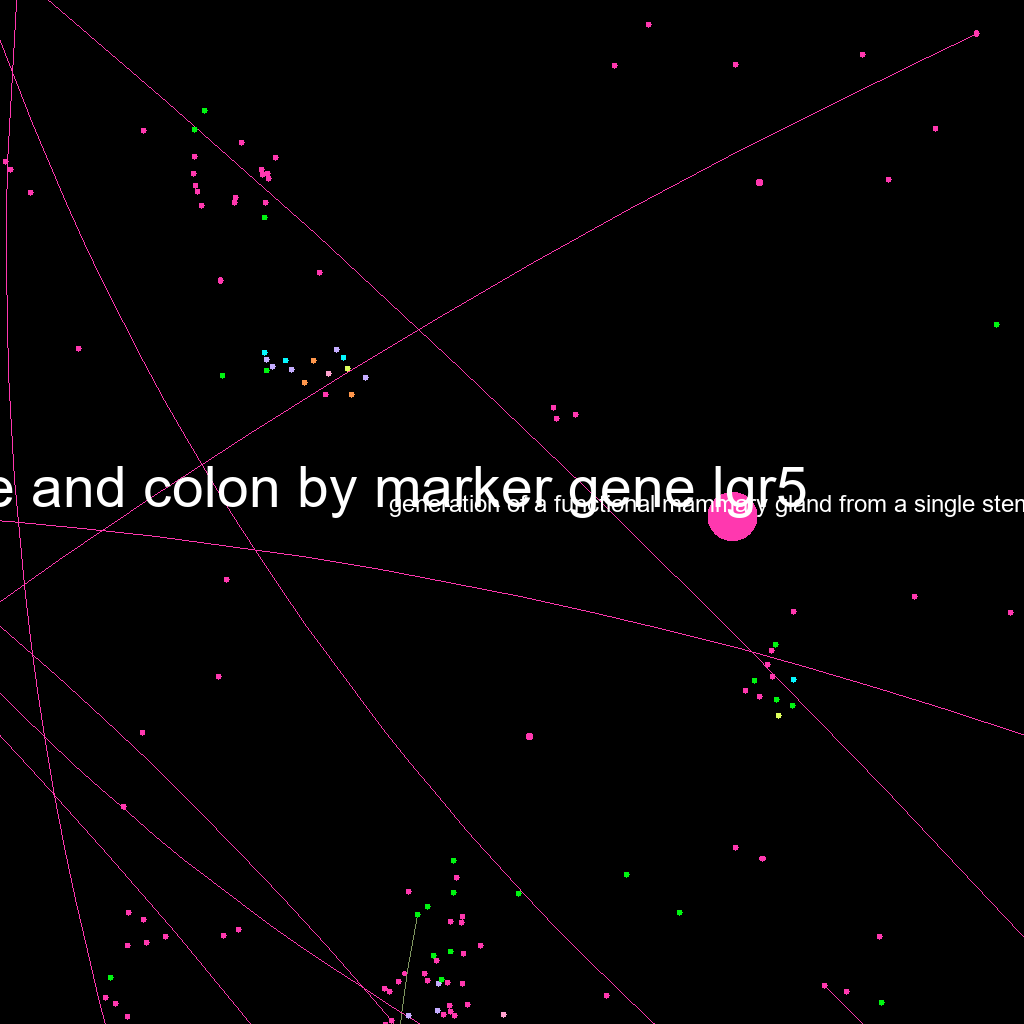 e and colon by marker gene lgr5
generation of a functional mammary gland from a single stem